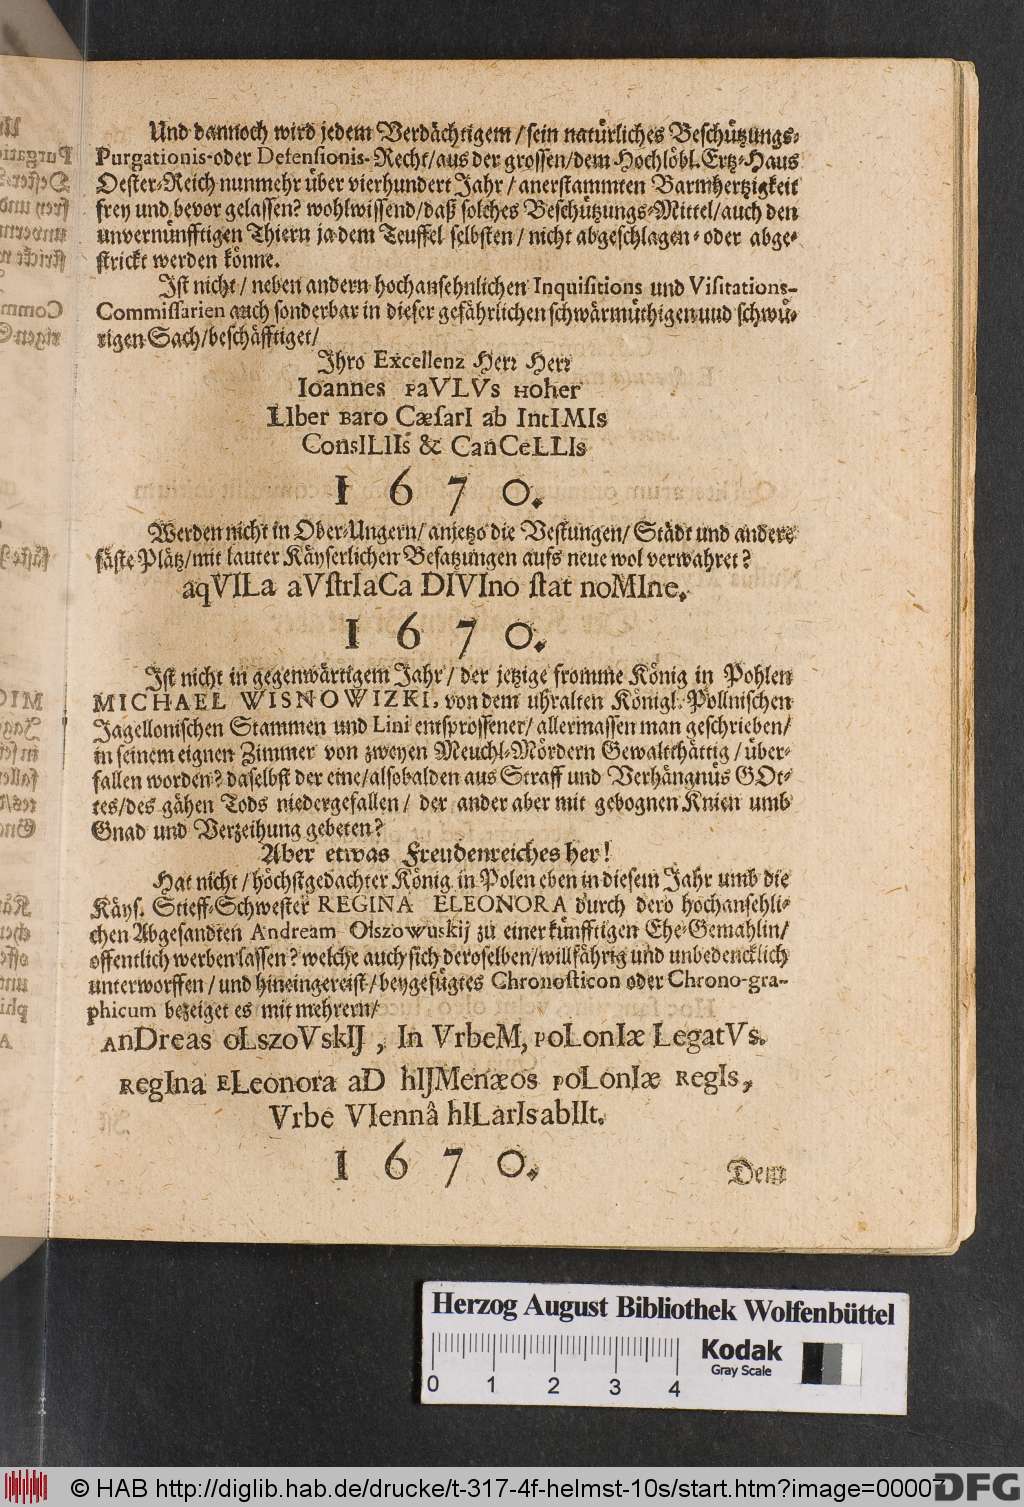 Und dannoch wird jedem Verdächtigem / sein natürliches Beschützungs-
Purgationis-oder Defensionis-Recht/aus der grossen/dem Hochlöbl. Ertz-Haus
Oester-Reich nunmehr über vierhundert Jahr / anerstammten Barmhertzigkeit
frey und bevor gelassen? wohlwissend/daß solches Beschützungs-Mittel/auch den
unvernünfftigen Thiern ja dem Teuffel selbsten / nicht abgeschlagen-oder abge-
strickt werden könne.
Ist nicht / neben andern hochansehnlichen Inquisitions und Visitations-
Commissarien auch sonderbar in dieser gefährlichen schwärmüthigen und schwü-
rigen Sach/beschäfftiget/
Ihro Excellenz Herr Herr
Ioannes PaVLVs Hoher
LIber Baro CæsarI ab IntIMIs
ConsILIIs & CanCeLLIs
1670.
Werden nicht in Ober-Ungern/ anjetzo die Vestungen/ Städt und andere
fäste Plätz/mit lauter Käyserlichen Besatzungen aufs neue wol verwahret?
aqVILa aVstrIaCa DIVIno stat noMIne.
1670.
Ist nicht in gegenwärtigem Jahr/ der jetzige fromme König in Pohlen
MICHAEL WISNOWIZKI, von dem uhralten Königl. Pollnischen
Jagellonischen Stammen und Lini entsprossener/ allermassen man geschrieben/
in seinem eignen Zimmer von zweyen Meuchl-Mördern Gewaltthättig / über-
fallen worden? daselbst der eine/alsobalden aus Straff und Verhängnüs GOt-
tes/des gähen Tods niedergefallen/ der ander aber mit gebognen Knien umb
Gnad und Verzeihung gebeten?
Aber etwas Freudenreiches her!
Hat nicht / höchstgedachter König in Polen eben in diesem Jahr umb die
Käys. Stieff-Schwester REGINA ELEONORA durch dero hochansehli-
chen Abgesandten Andream Olszowuskij zu einer künfftigen Ehe-Gemahlin/
offentlich werben lassen? welche auch sich deroselben/willfährig und unbedencklich
unterworffen / und hineingereist/ beygefügtes Chronosticon oder Chrono-gra-
phicum bezeiget es mit mehrern/
AnDreas oLszoVskIJ, In VrbeM, PoLonIæ LegatVs.
RegIna ELeonora aD hIJMenæos PoLonIæ RegIs,
Vrbe VIennâ hILarIs abIIt.
1670.
Dem
Herzog August Bibliothek Wolfenbüttel
Kodak
Gray Scale
0 1 2 3 4
© HAB http://diglib.hab.de/drucke/t-317-4f-helmst-10s/start.htm?image=00007
DFG